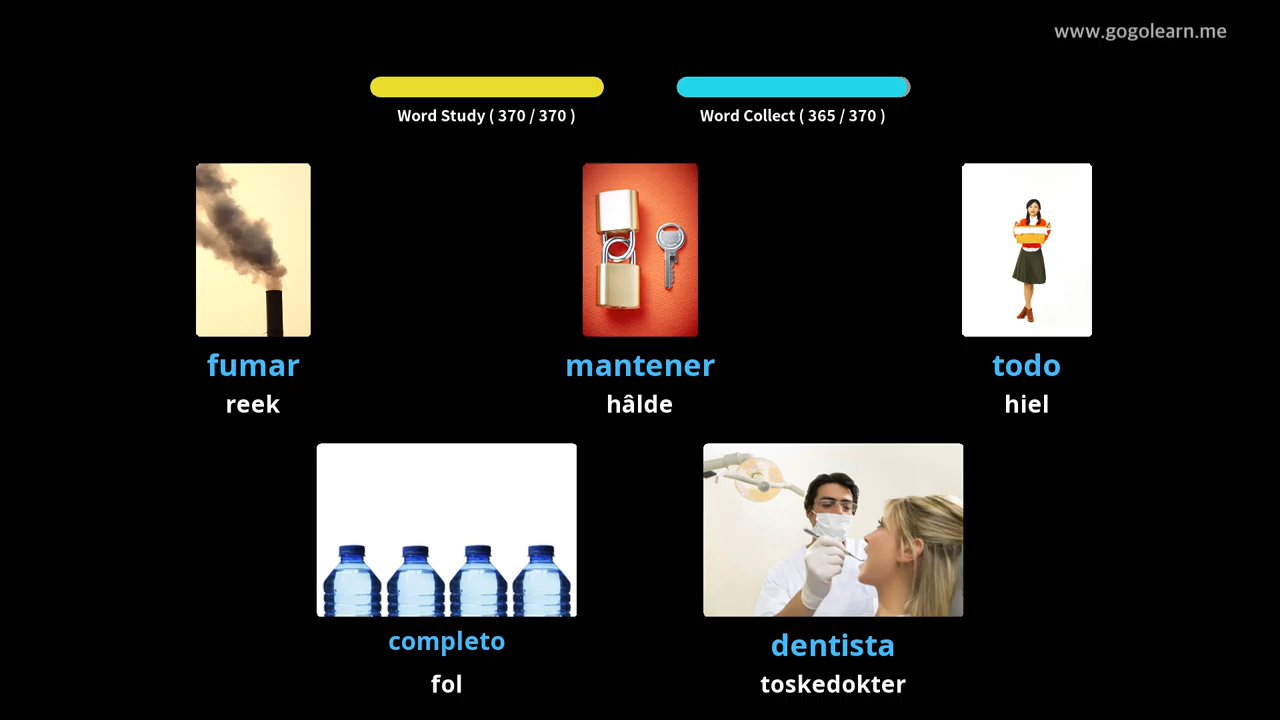 www.gogolearn.me
Word Study ( 370 / 370 )
Word Collect ( 365 / 370 )
fumar
reek
mantener
hâlde
todo
hiel
completo
fol
dentista
toskedokter